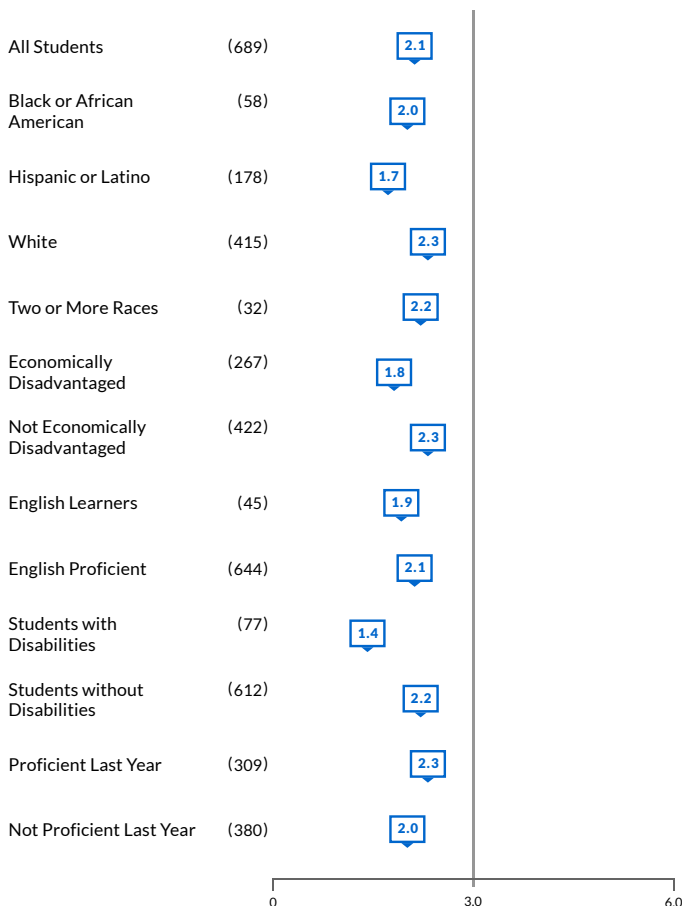 All Students (689) 2.1
Black or African (58) 2.0
American
Hispanic or Latino (178) 1.7
White (415) 2.3
Two or More Races (32) 2.2
Economically (267) 1.8
Disadvantaged
Not Economically (422) 2.3
Disadvantaged
English Learners (45) 1.9
English Proficient (644) 2.1
Students with (77) 1.4
Disabilities
Students without (612) 2.2
Disabilities
Proficient Last Year (309) 2.3
Not Proficient Last Year (380) 2.0
0 3.0 6.0